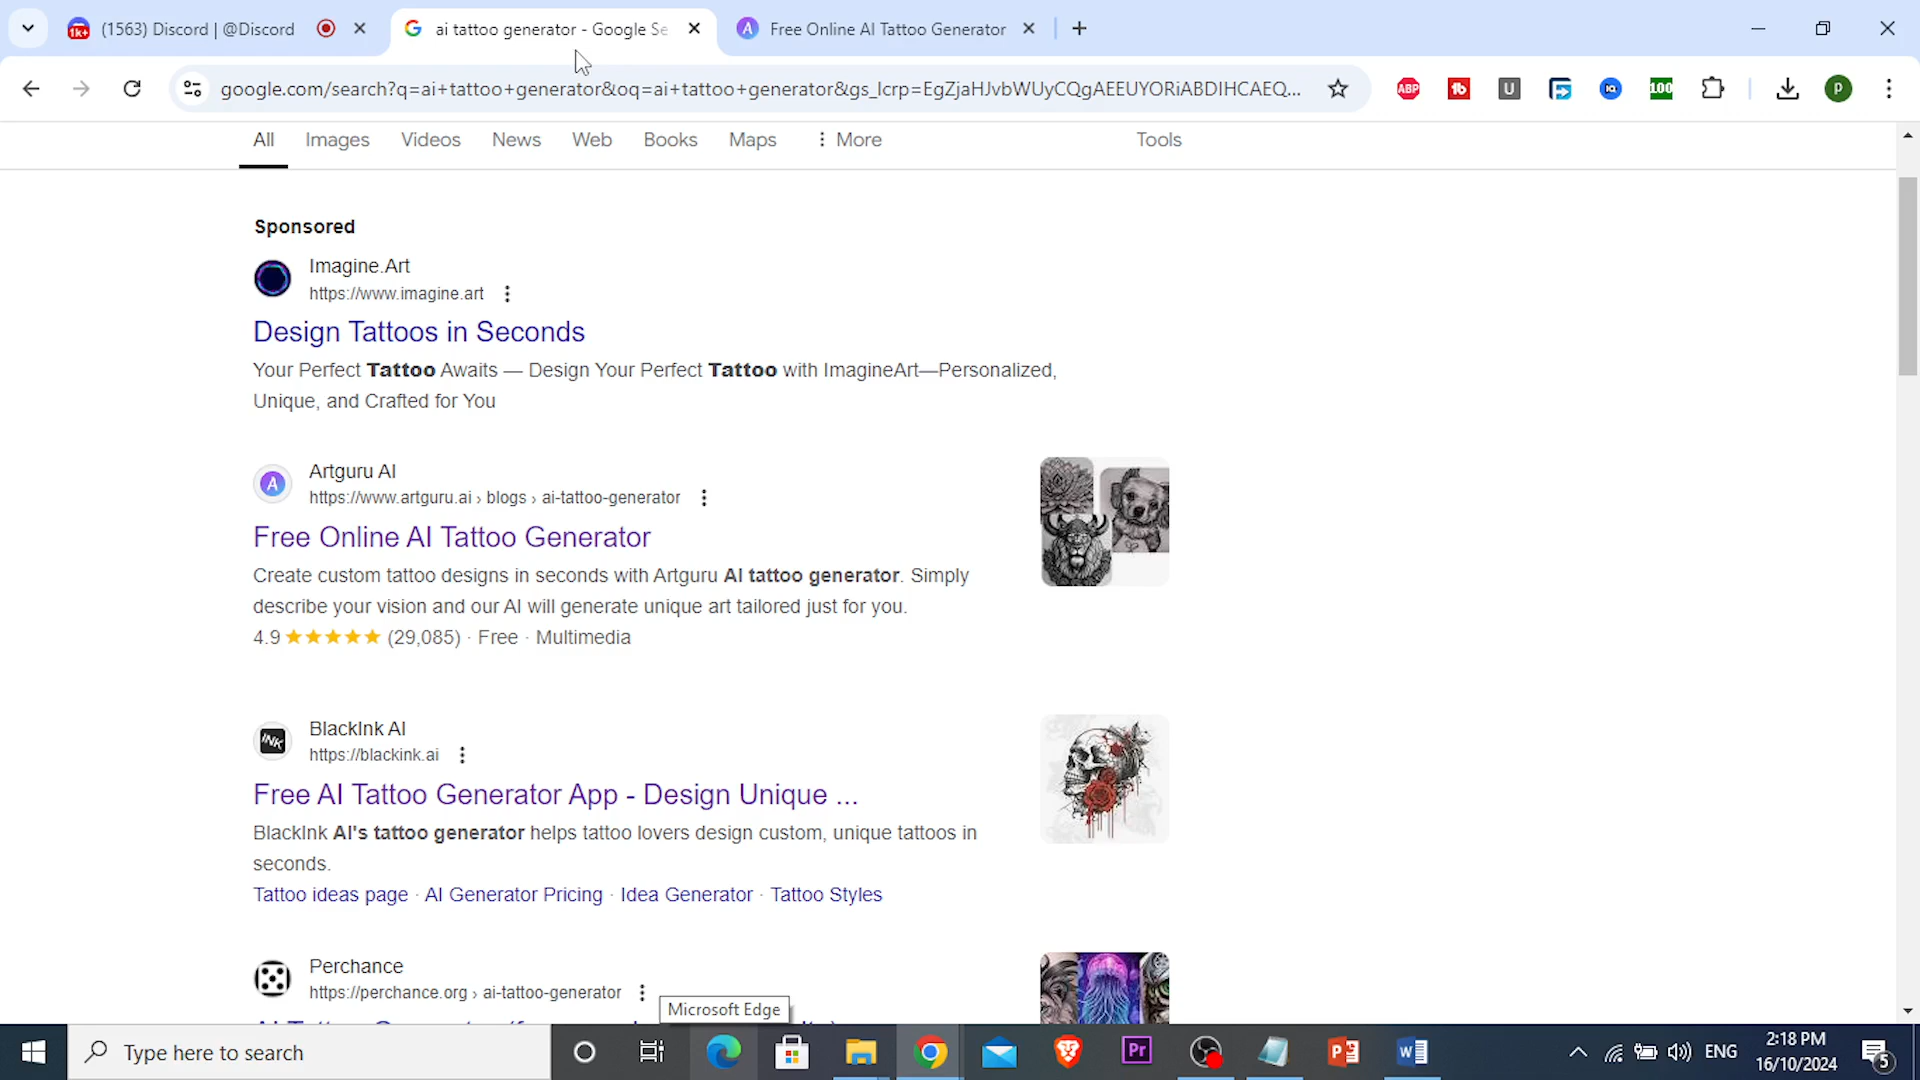 (1563) Discord | @Discord
ai tattoo generator - Google Se
Free Online AI Tattoo Generator
google.com/search?q=ai+tattoo+generator&oq=ai+tattoo+generator&gs_lcrp=EgZjaHJvbWUyCQgAEEUYORiABDIHCAEQ...
ABP
U
100
P
All Images Videos News Web Books Maps More Tools
Sponsored
Imagine.Art
https://www.imagine.art
Design Tattoos in Seconds
Your Perfect Tattoo Awaits — Design Your Perfect Tattoo with ImagineArt—Personalized,
Unique, and Crafted for You
Artguru AI
https://www.artguru.ai › blogs › ai-tattoo-generator
Free Online AI Tattoo Generator
Create custom tattoo designs in seconds with Artguru AI tattoo generator. Simply
describe your vision and our AI will generate unique art tailored just for you.
4.9 (29,085) · Free · Multimedia
BlackInk AI
https://blackink.ai
Free AI Tattoo Generator App - Design Unique ...
BlackInk AI's tattoo generator helps tattoo lovers design custom, unique tattoos in
seconds.
Tattoo ideas page · AI Generator Pricing · Idea Generator · Tattoo Styles
Perchance
https://perchance.org › ai-tattoo-generator
Microsoft Edge
Type here to search
Pr
ENG
2:18 PM
16/10/2024
5